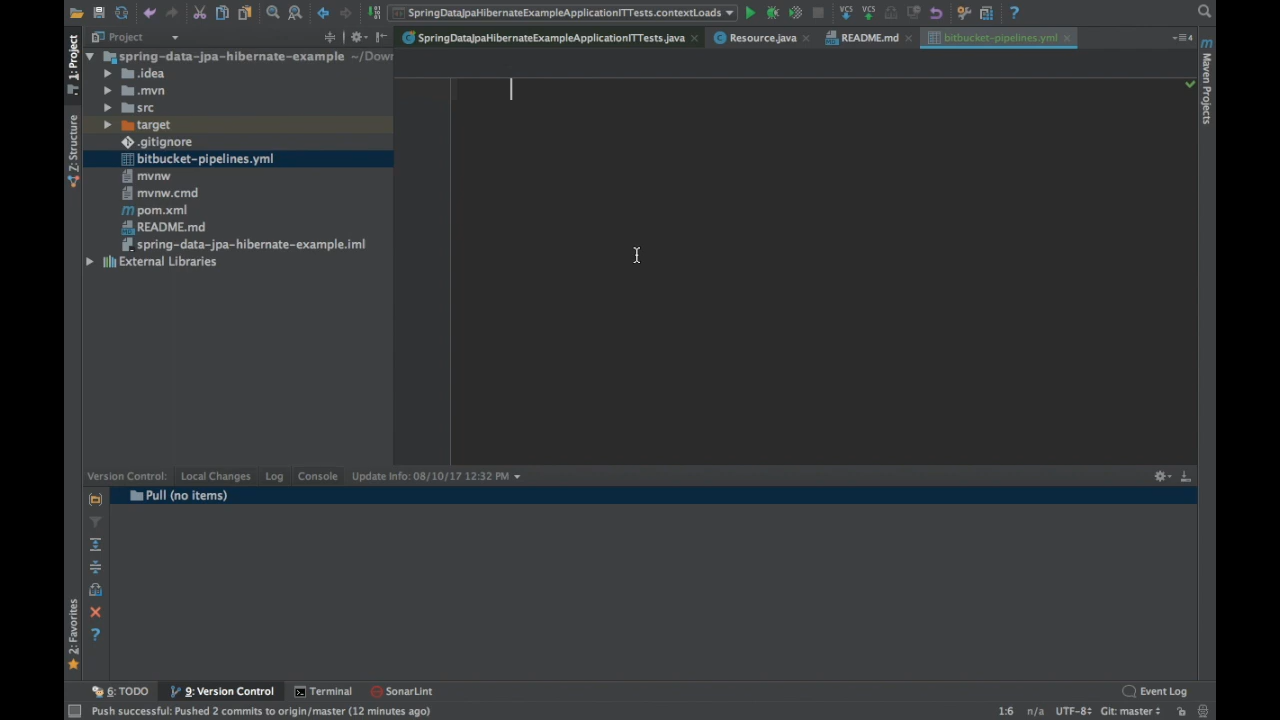 SpringDataJpaHibernateExampleApplicationITTests.contextLoads
VCS VCS
Project
SpringDataJpaHibernateExampleApplicationITTests.java
Resource.java
README.md
bitbucket-pipelines.yml
4
1: Project
Z: Structure
2: Favorites
Maven Projects
spring-data-jpa-hibernate-example ~/Down
.idea
.mvn
src
target
.gitignore
bitbucket-pipelines.yml
mvnw
mvnw.cmd
pom.xml
README.md
spring-data-jpa-hibernate-example.iml
External Libraries
Version Control: Local Changes Log Console Update Info: 08/10/17 12:32 PM
Pull (no items)
6: TODO 9: Version Control Terminal SonarLint Event Log
Push successful: Pushed 2 commits to origin/master (12 minutes ago) 1:6 n/a UTF-8 Git: master